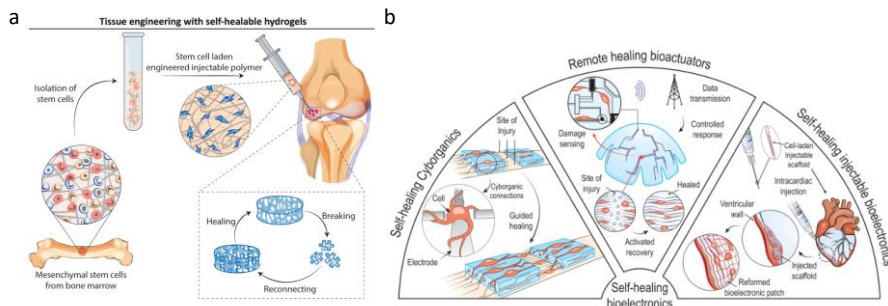 a
Tissue engineering with self-healable hydrogels
Stem cell laden
engineered injectable polymer
Isolation of
stem cells
Healing
Breaking
Reconnecting
Mesenchymal stem cells
from bone marrow
b
Self-healing Cyborganics
Site of
Injury
Cyborganic
connections
Cell
Guided
healing
Electrode
Remote healing bioactuators
Data
transmission
Damage
sensing
Controlled
response
Site of
injury
Healed
Activated
recovery
Self-healing injectable bioelectronics
Cell-laden
Injectable
scaffold
Intracardiac
injection
Ventricular
wall
Injected
scaffold
Reformed
bioelectronic patch
Self-healing
bioelectronics